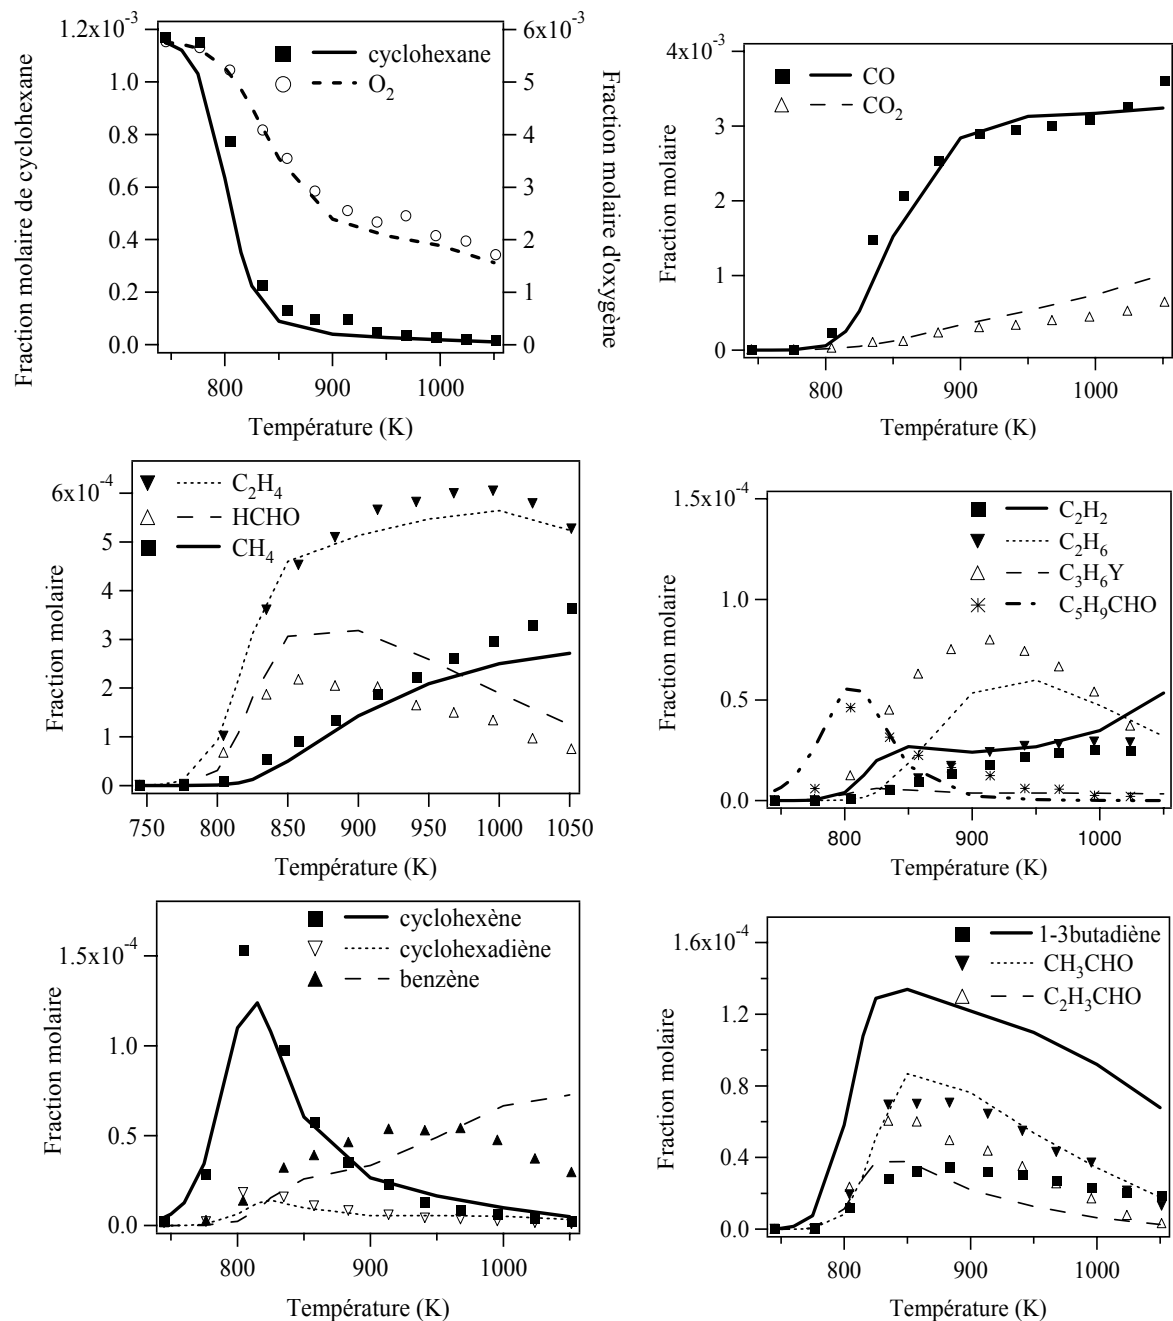 1.2x10⁻³
1.0
0.8
0.6
0.4
0.2
0.0
Fraction molaire de cyclohexane
6x10⁻³
5
4
3
2
1
0
Fraction molaire d'oxygène
cyclohexane
O₂
800
900
1000
Température (K)
4x10⁻³
3
2
1
0
Fraction molaire
CO
CO₂
800
900
1000
Température (K)
6x10⁻⁴
5
4
3
2
1
0
Fraction molaire
C₂H₄
HCHO
CH₄
750
800
850
900
950
1000
1050
Température (K)
1.5x10⁻⁴
1.0
0.5
0.0
Fraction molaire
C₂H₂
C₂H₆
C₃H₆Y
C₅H₉CHO
800
900
1000
Température (K)
1.5x10⁻⁴
1.0
0.5
0.0
Fraction molaire
cyclohexène
cyclohexadiène
benzène
800
900
1000
Température (K)
1.6x10⁻⁴
1.2
0.8
0.4
0.0
Fraction molaire
1-3butadiène
CH₃CHO
C₂H₃CHO
800
900
1000
Température (K)